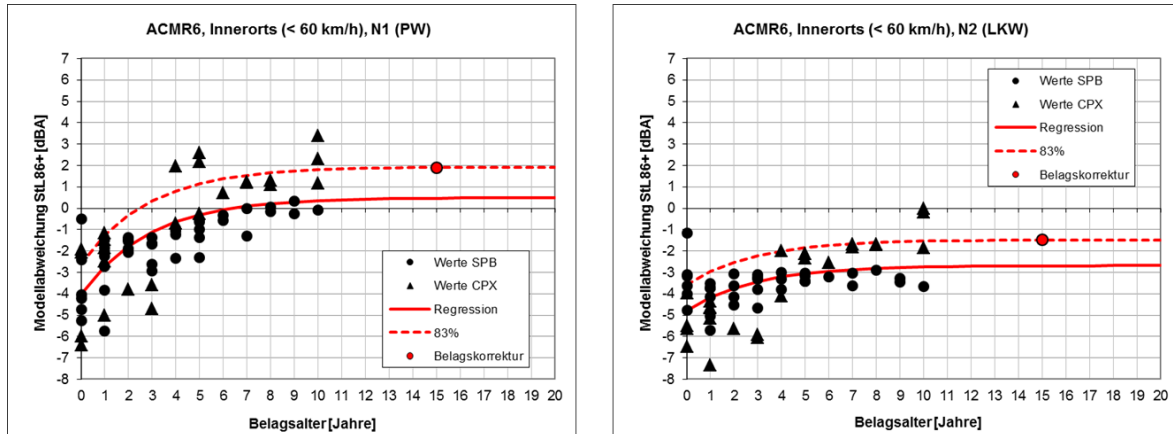 ACMR6, Innerorts (< 60 km/h), N1 (PW)
Modellabweichung StL86+ [dBA]
7
6
5
4
3
2
1
0
-1
-2
-3
-4
-5
-6
-7
-8
Werte SPB
Werte CPX
Regression
83%
Belagskorrektur
0 1 2 3 4 5 6 7 8 9 10 11 12 13 14 15 16 17 18 19 20
Belagsalter [Jahre]
ACMR6, Innerorts (< 60 km/h), N2 (LKW)
Modellabweichung StL86+ [dBA]
7
6
5
4
3
2
1
0
-1
-2
-3
-4
-5
-6
-7
-8
Werte SPB
Werte CPX
Regression
83%
Belagskorrektur
0 1 2 3 4 5 6 7 8 9 10 11 12 13 14 15 16 17 18 19 20
Belagsalter [Jahre]